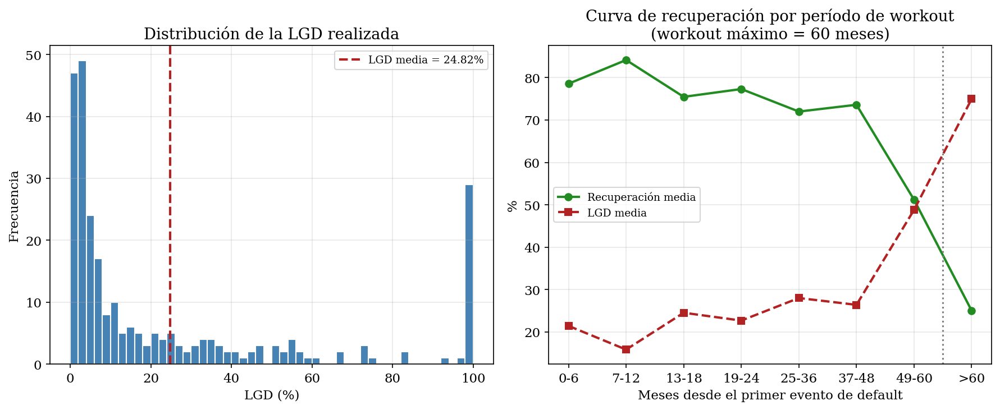 Distribución de la LGD realizada
50
40
30
20
10
0
Frecuencia
LGD media = 24.82%
0 20 40 60 80 100
LGD (%)
Curva de recuperación por período de workout
(workout máximo = 60 meses)
80
70
60
50
40
30
20
%
Recuperación media
LGD media
0-6 7-12 13-18 19-24 25-36 37-48 49-60 >60
Meses desde el primer evento de default